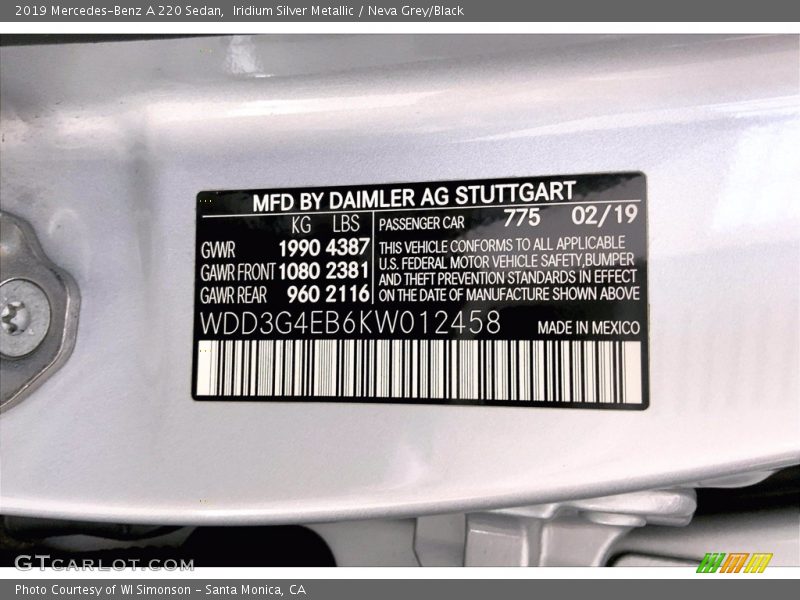 2019 Mercedes-Benz A 220 Sedan, Iridium Silver Metallic / Neva Grey/Black
MFD BY DAIMLER AG STUTTGART
KG LBS
GVWR 1990 4387
GAWR FRONT 1080 2381
GAWR REAR 960 2116
PASSENGER CAR 775 02/19
THIS VEHICLE CONFORMS TO ALL APPLICABLE
U.S. FEDERAL MOTOR VEHICLE SAFETY, BUMPER
AND THEFT PREVENTION STANDARDS IN EFFECT
ON THE DATE OF MANUFACTURE SHOWN ABOVE
WDD3G4EB6KW012458
MADE IN MEXICO
GTCARLOT.COM
Photo Courtesy of WI Simonson - Santa Monica, CA